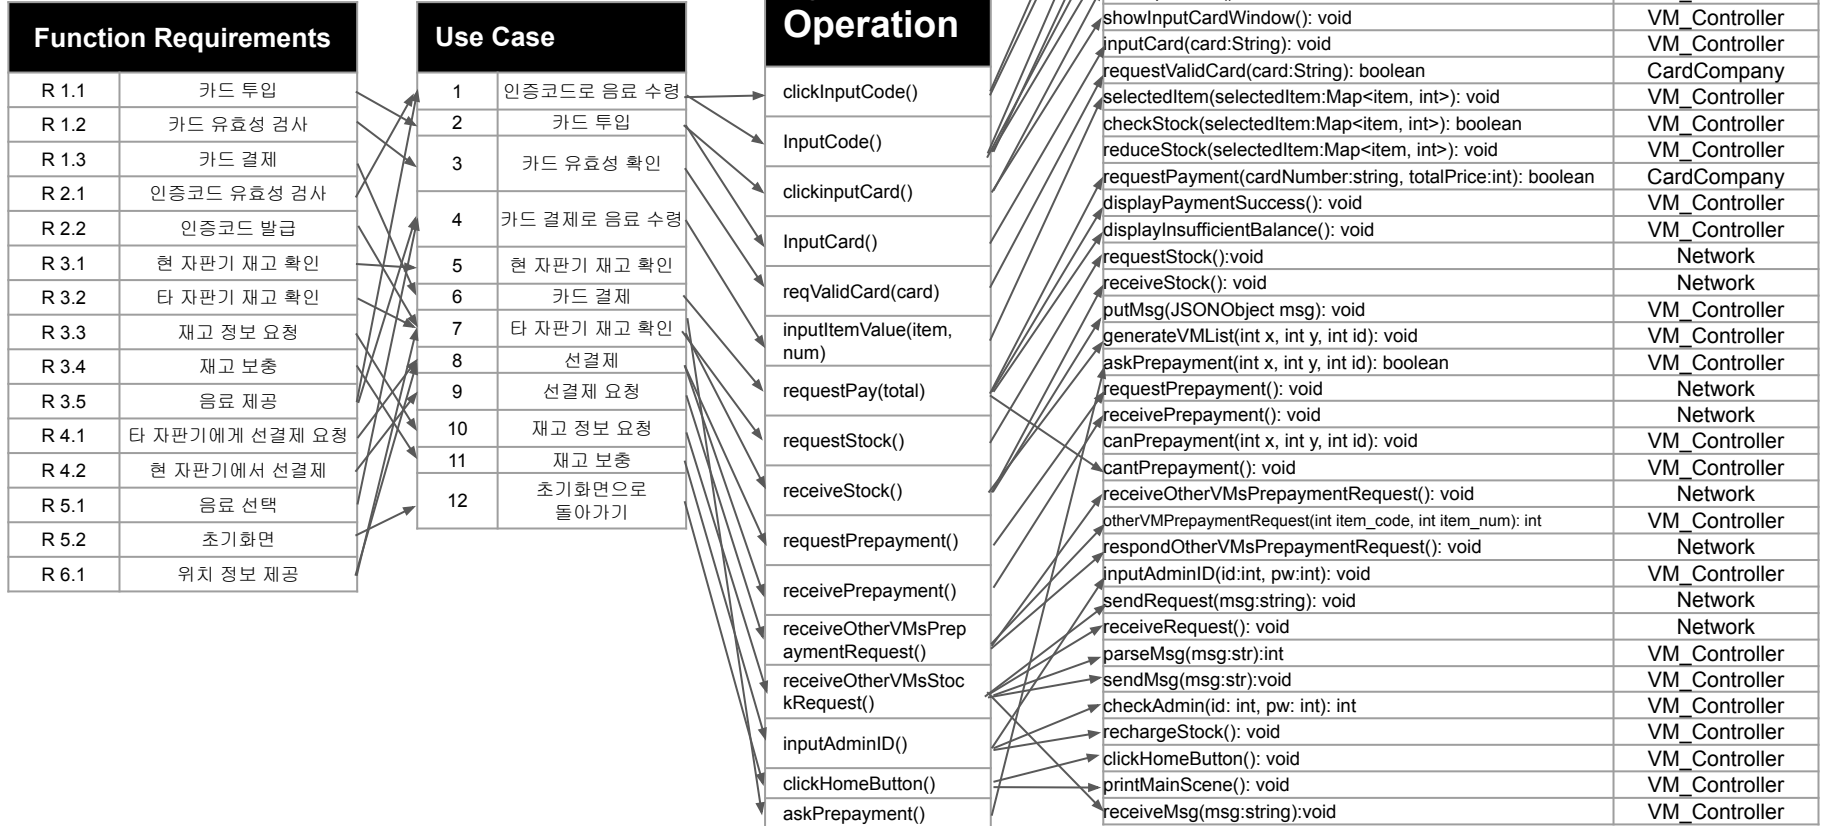 Function Requirements
R 1.1 카드 투입
R 1.2 카드 유효성 검사
R 1.3 카드 결제
R 2.1 인증코드 유효성 검사
R 2.2 인증코드 발급
R 3.1 현 자판기 재고 확인
R 3.2 타 자판기 재고 확인
R 3.3 재고 정보 요청
R 3.4 재고 보충
R 3.5 음료 제공
R 4.1 타 자판기에게 선결제 요청
R 4.2 현 자판기에서 선결제
R 5.1 음료 선택
R 5.2 초기화면
R 6.1 위치 정보 제공
Use Case
1 인증코드로 음료 수령
2 카드 투입
3 카드 유효성 확인
4 카드 결제로 음료 수령
5 현 자판기 재고 확인
6 카드 결제
7 타 자판기 재고 확인
8 선결제
9 선결제 요청
10 재고 정보 요청
11 재고 보충
12 초기화면으로
돌아가기
Operation
clickInputCode()
InputCode()
clickinputCard()
InputCard()
reqValidCard(card)
inputItemValue(item,
num)
requestPay(total)
requestStock()
receiveStock()
requestPrepayment()
receivePrepayment()
receiveOtherVMsPrep
aymentRequest()
receiveOtherVMsStoc
kRequest()
inputAdminID()
clickHomeButton()
askPrepayment()
showInputCardWindow(): void VM_Controller
inputCard(card:String): void VM_Controller
requestValidCard(card:String): boolean CardCompany
selectedItem(selectedItem:Map<item, int>): void VM_Controller
checkStock(selectedItem:Map<item, int>): boolean VM_Controller
reduceStock(selectedItem:Map<item, int>): void VM_Controller
requestPayment(cardNumber:string, totalPrice:int): boolean CardCompany
displayPaymentSuccess(): void VM_Controller
displayInsufficientBalance(): void VM_Controller
requestStock():void Network
receiveStock(): void Network
putMsg(JSONObject msg): void VM_Controller
generateVMList(int x, int y, int id): void VM_Controller
askPrepayment(int x, int y, int id): boolean VM_Controller
requestPrepayment(): void Network
receivePrepayment(): void Network
canPrepayment(int x, int y, int id): void VM_Controller
cantPrepayment(): void VM_Controller
receiveOtherVMsPrepaymentRequest(): void Network
otherVMPrepaymentRequest(int item_code, int item_num): int VM_Controller
respondOtherVMsPrepaymentRequest(): void Network
inputAdminID(id:int, pw:int): void VM_Controller
sendRequest(msg:string): void Network
receiveRequest(): void Network
parseMsg(msg:str):int VM_Controller
sendMsg(msg:str):void VM_Controller
checkAdmin(id: int, pw: int): int VM_Controller
rechargeStock(): void VM_Controller
clickHomeButton(): void VM_Controller
printMainScene(): void VM_Controller
receiveMsg(msg:string):void VM_Controller